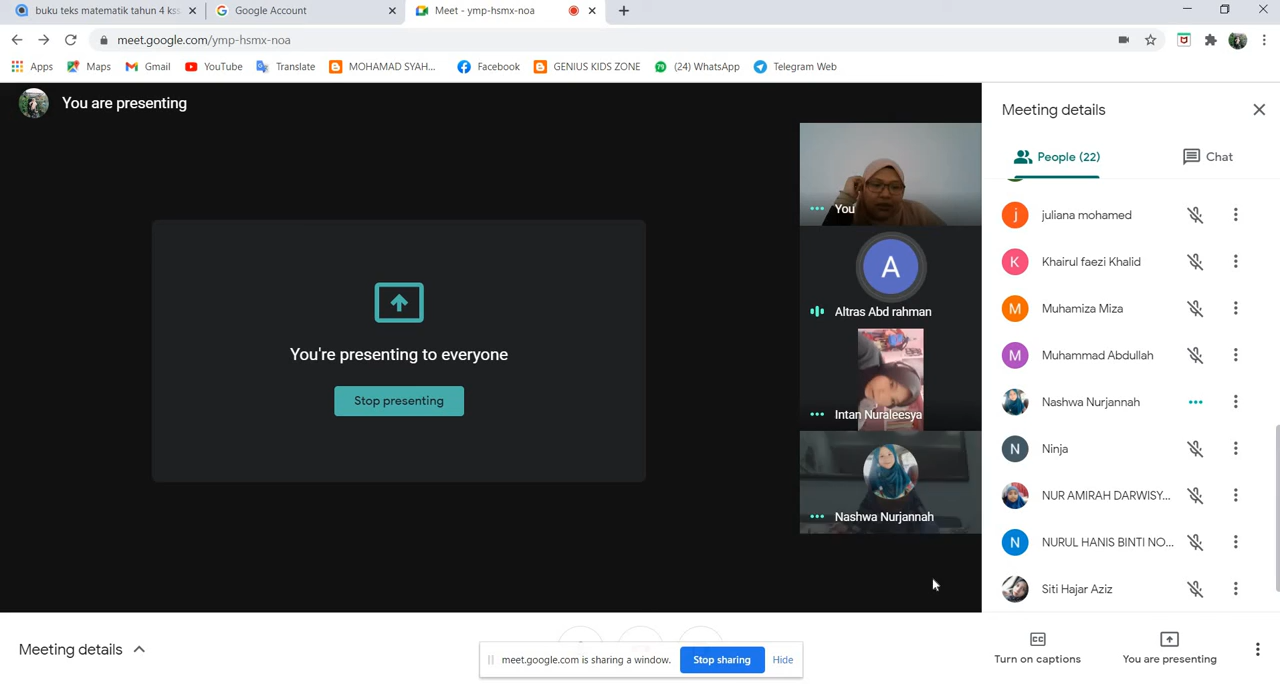 buku teks matematik tahun 4 kss
Google Account
Meet - ymp-hsmx-noa
meet.google.com/ymp-hsmx-noa
Apps
Maps
Gmail
YouTube
Translate
MOHAMAD SYAH...
Facebook
GENIUS KIDS ZONE
(24) WhatsApp
Telegram Web
You are presenting
You're presenting to everyone
Stop presenting
You
A
Altras Abd rahman
Intan Nuraleesya
Nashwa Nurjannah
Meeting details
People (22)
Chat
j juliana mohamed
K Khairul faezi Khalid
M Muhamiza Miza
M Muhammad Abdullah
Nashwa Nurjannah
N Ninja
NUR AMIRAH DARWISY...
N NURUL HANIS BINTI NO...
Siti Hajar Aziz
Meeting details
meet.google.com is sharing a window.
Stop sharing
Hide
Turn on captions
You are presenting